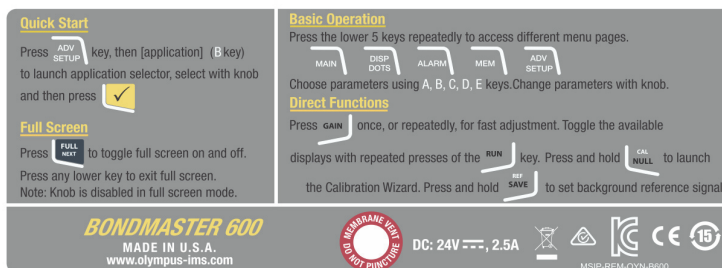 Quick Start
Press ADV SETUP key, then [application] (B key)
to launch application selector, select with knob
and then press
Full Screen
Press FULL NEXT to toggle full screen on and off.
Press any lower key to exit full screen.
Note: Knob is disabled in full screen mode.
Basic Operation
Press the lower 5 keys repeatedly to access different menu pages.
MAIN DISP DOTS ALARM MEM ADV SETUP
Choose parameters using A, B, C, D, E keys.Change parameters with knob.
Direct Functions
Press GAIN once, or repeatedly, for fast adjustment. Toggle the available
displays with repeated presses of the RUN key. Press and hold CAL NULL to launch
the Calibration Wizard. Press and hold REF SAVE to set background reference signal
BONDMASTER 600
MADE IN U.S.A.
www.olympus-ims.com
MEMBRANE VENT
DO NOT PUNCTURE
DC: 24V ⎓, 2.5A
CE
15
MSIP-REM-OYN-B600